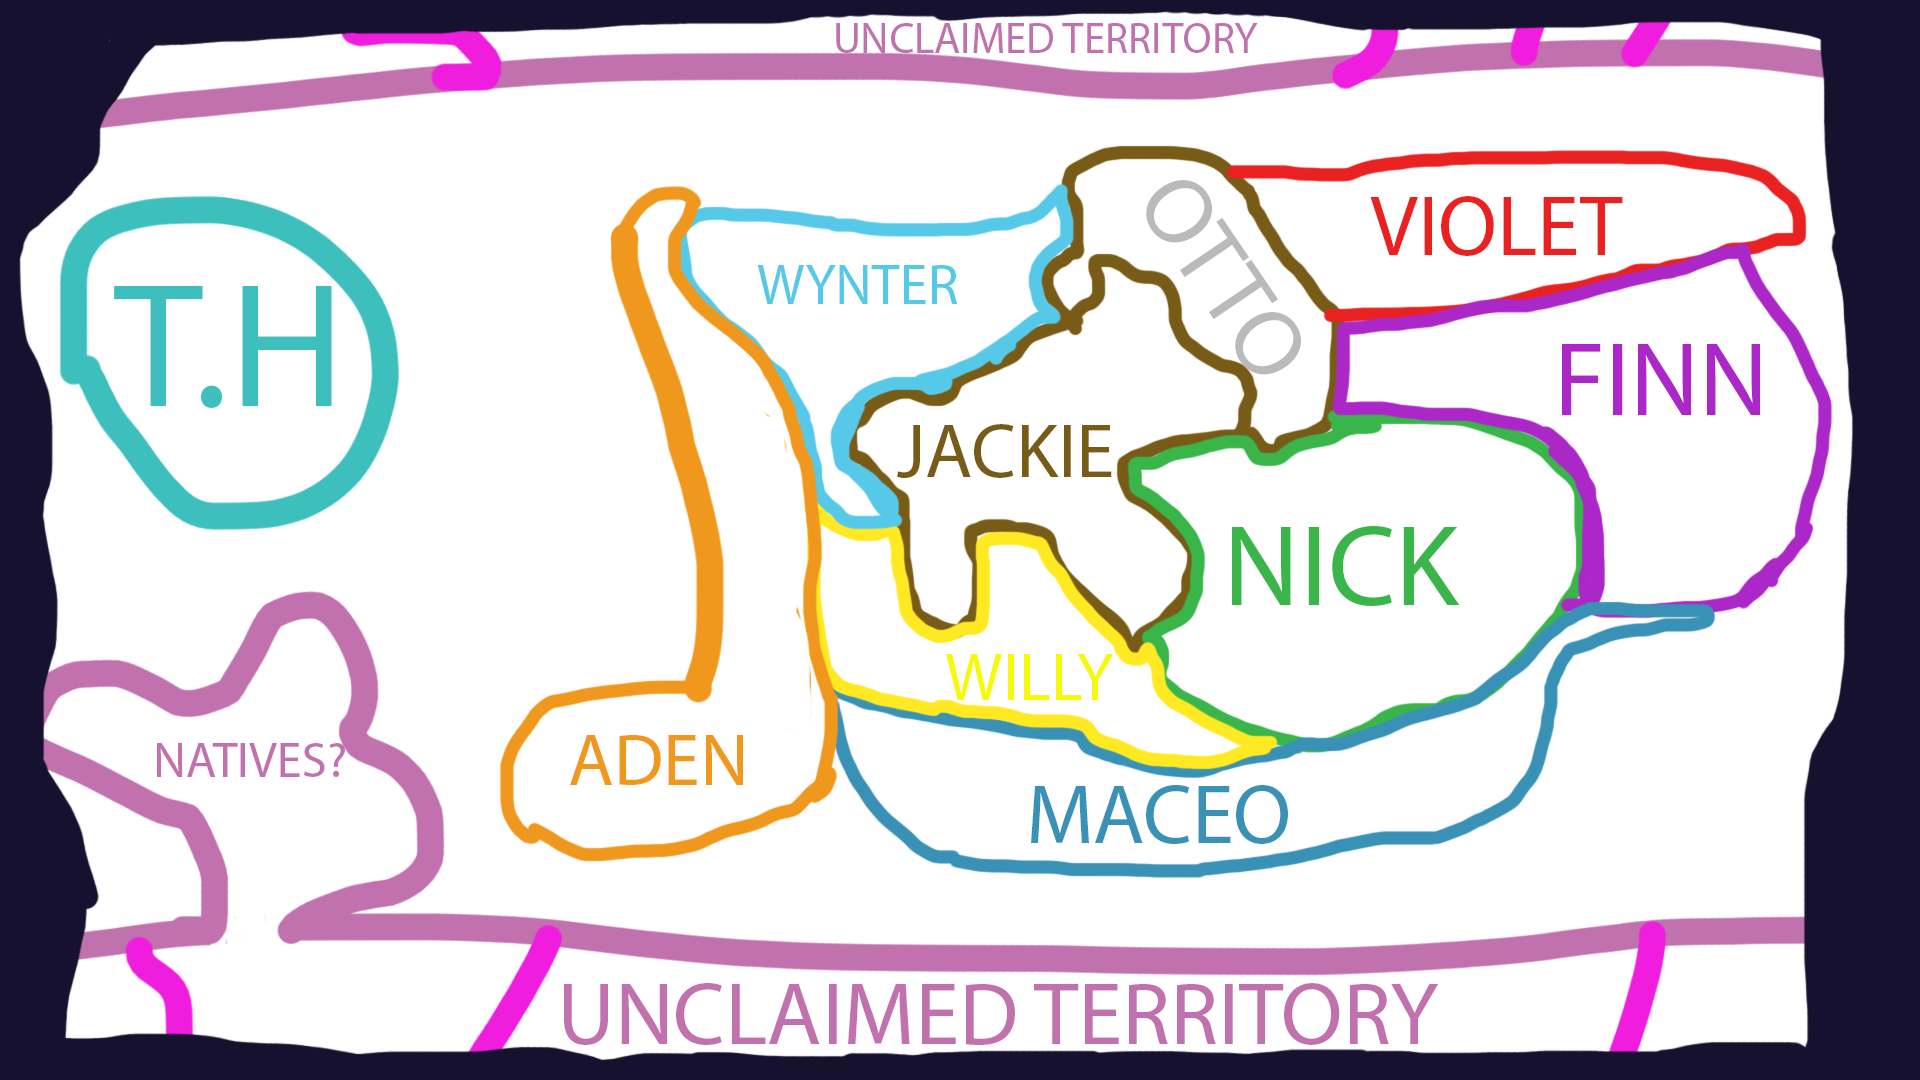 UNCLAIMED TERRITORY
T.H
WYNTER
OTTO
VIOLET
FINN
JACKIE
NICK
WILLY
NATIVES?
ADEN
MACEO
UNCLAIMED TERRITORY